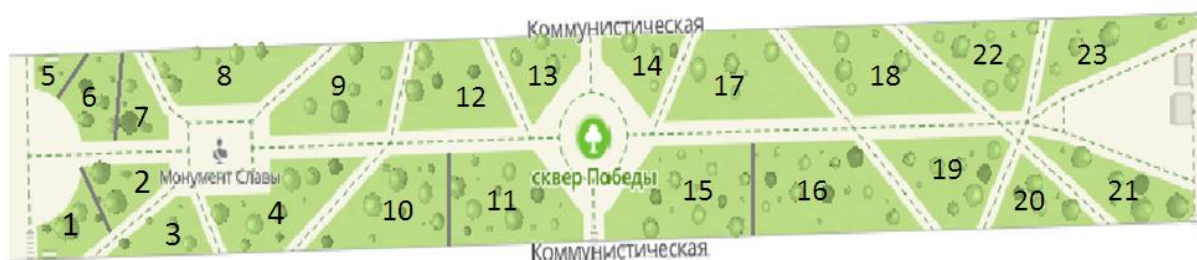 Коммунистическая
5 6 7 8 9 12 13 14 17 18 22 23
Монумент Славы
сквер Победы
1 2 3 4 10 11 15 16 19 20 21
Коммунистическая